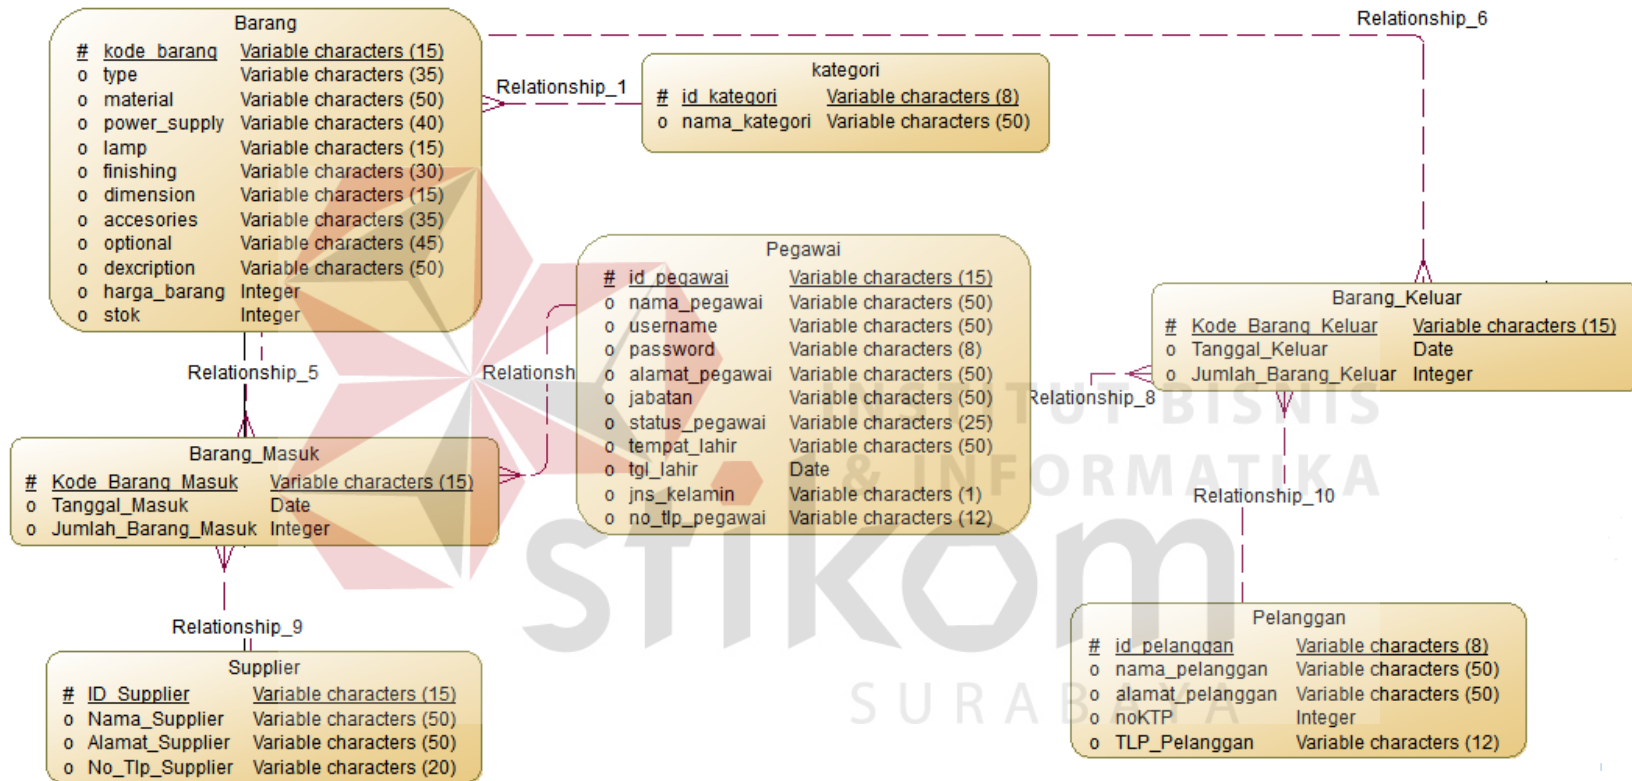 Relationship_6
Barang
# kode_barang Variable characters (15)
o type Variable characters (35)
o material Variable characters (50)
o power_supply Variable characters (40)
o lamp Variable characters (15)
o finishing Variable characters (30)
o dimension Variable characters (15)
o accesories Variable characters (35)
o optional Variable characters (45)
o dexcription Variable characters (50)
o harga_barang Integer
o stok Integer
Relationship_1
kategori
# id_kategori Variable characters (8)
o nama_kategori Variable characters (50)
Pegawai
# id_pegawai Variable characters (15)
o nama_pegawai Variable characters (50)
o username Variable characters (50)
o password Variable characters (8)
o alamat_pegawai Variable characters (50)
o jabatan Variable characters (50)
o status_pegawai Variable characters (25)
o tempat_lahir Variable characters (50)
o tgl_lahir Date
o jns_kelamin Variable characters (1)
o no_tlp_pegawai Variable characters (12)
Barang_Keluar
# Kode_Barang_Keluar Variable characters (15)
o Tanggal_Keluar Date
o Jumlah_Barang_Keluar Integer
Relationship_5
Relationsh
Relationship_8
Barang_Masuk
# Kode_Barang_Masuk Variable characters (15)
o Tanggal_Masuk Date
o Jumlah_Barang_Masuk Integer
Relationship_10
Relationship_9
Supplier
# ID_Supplier Variable characters (15)
o Nama_Supplier Variable characters (50)
o Alamat_Supplier Variable characters (50)
o No_Tlp_Supplier Variable characters (20)
Pelanggan
# id_pelanggan Variable characters (8)
o nama_pelanggan Variable characters (50)
o alamat_pelanggan Variable characters (50)
o noKTP Integer
o TLP_Pelanggan Variable characters (12)
INSTITUT BISNIS
& INFORMATIKA
stikom
SURABAYA